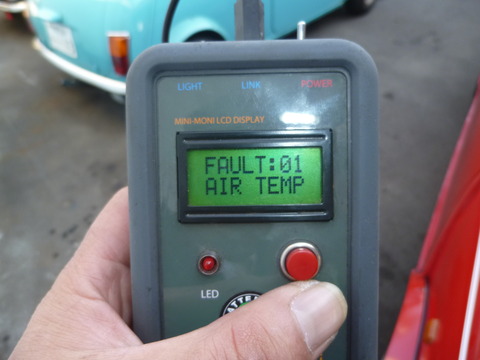 LIGHT LINK POWER
MINI-MONI LCD DISPLAY
FAULT:01
AIR TEMP
LED